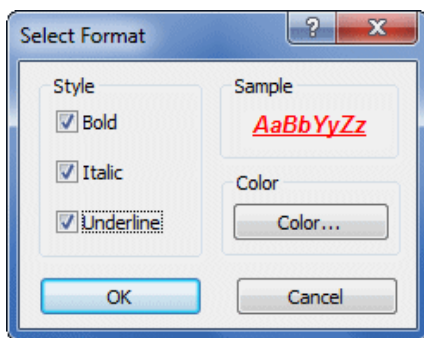 Select Format
?
X
Style
Bold
Italic
Underline
Sample
AaBbYyZz
Color
Color...
OK
Cancel